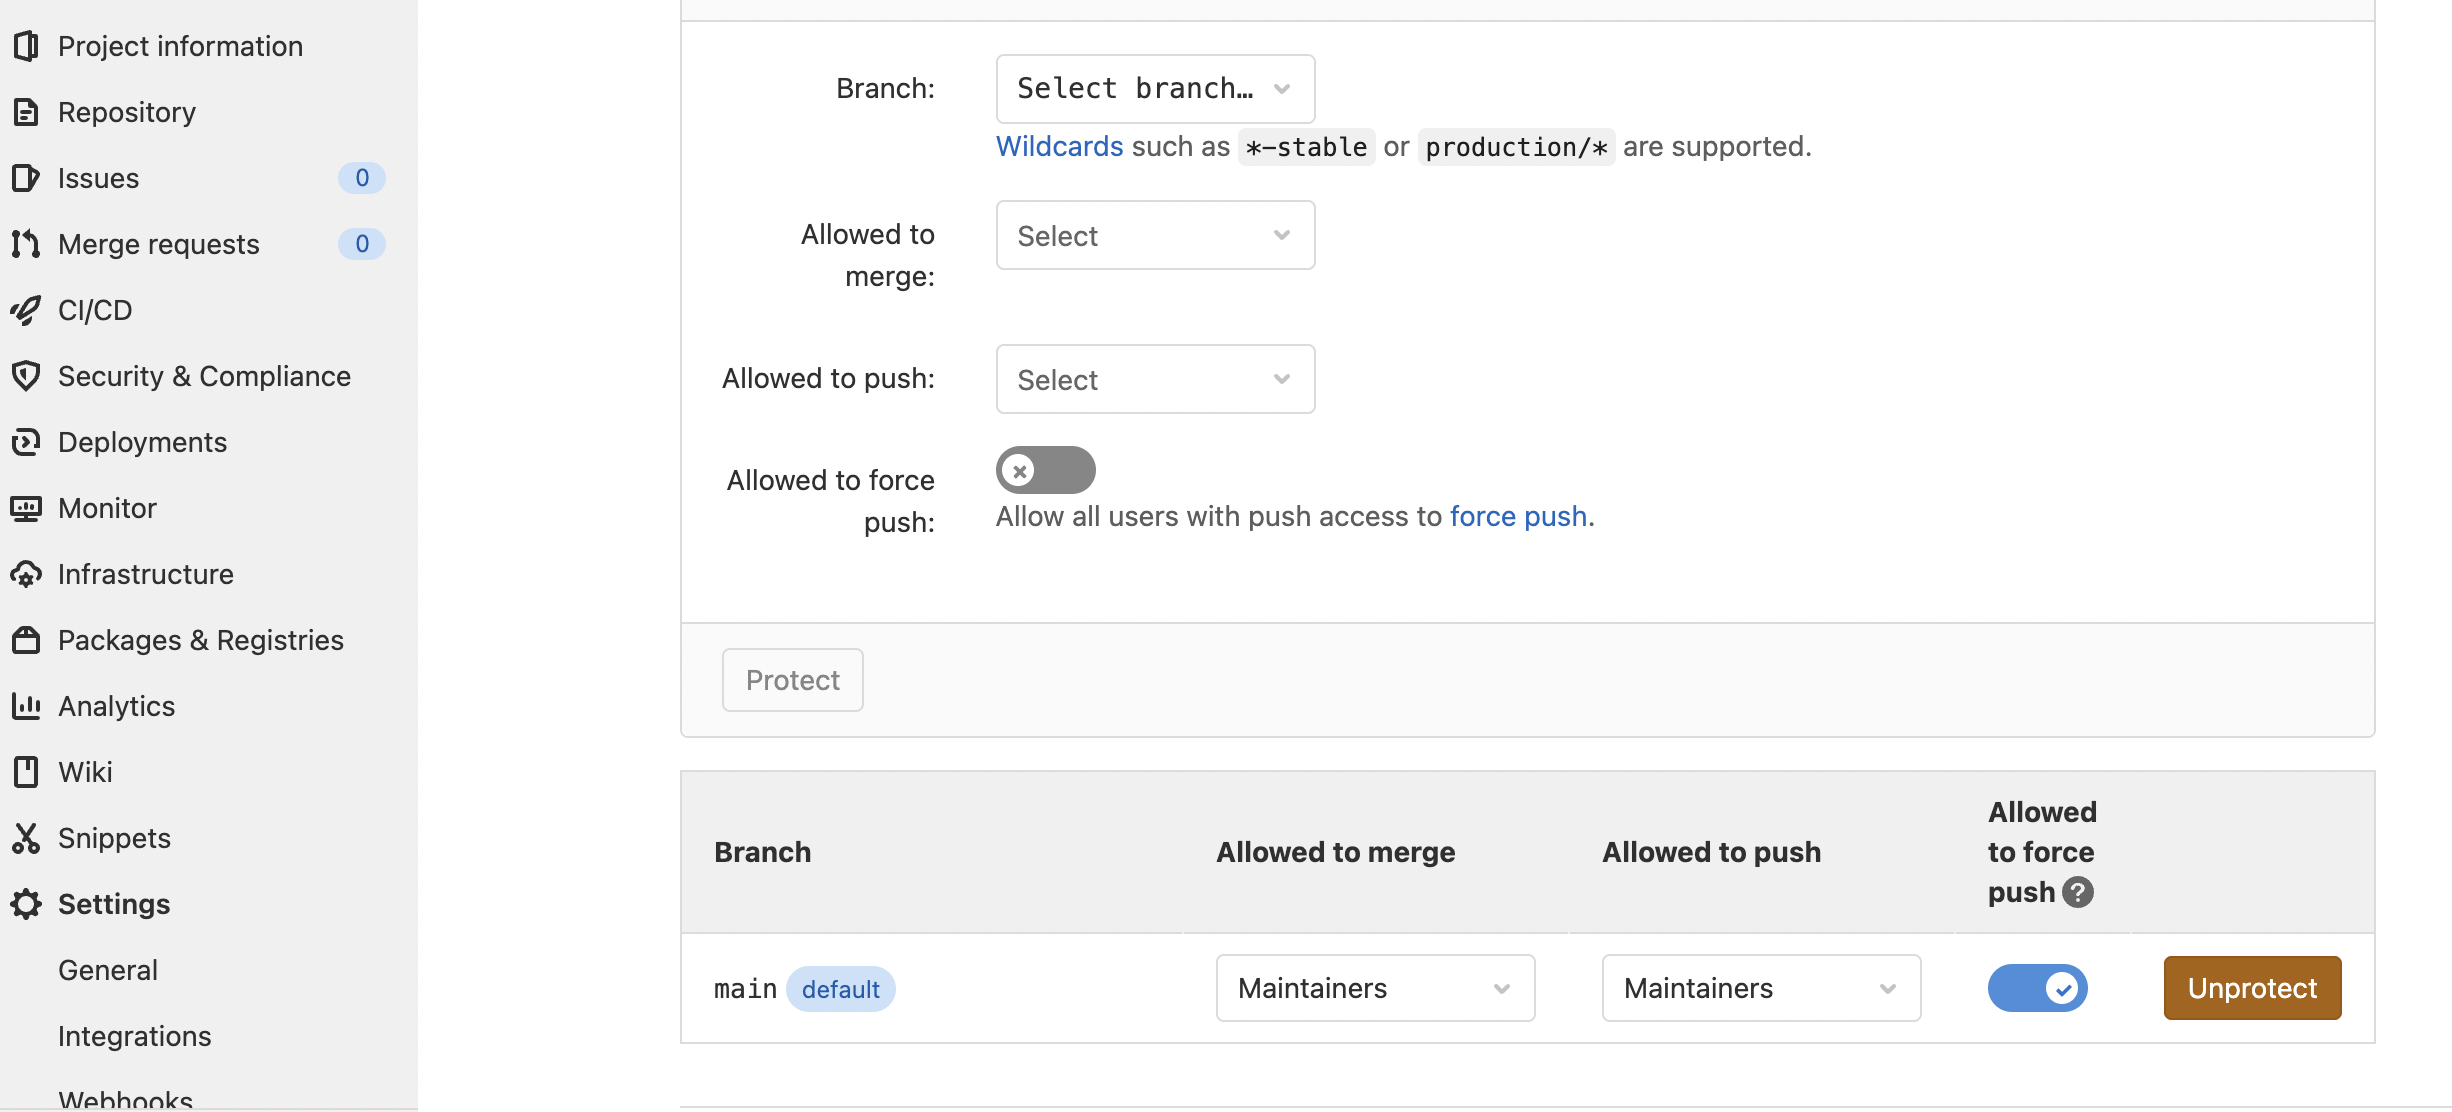 Project information
Repository
Issues 0
Merge requests 0
CI/CD
Security & Compliance
Deployments
Monitor
Infrastructure
Packages & Registries
Analytics
Wiki
Snippets
Settings
General
Integrations
Webhooks
Branch: Select branch…
Wildcards such as *-stable or production/* are supported.
Allowed to
merge:
Select
Allowed to push: Select
Allowed to force
push:
Allow all users with push access to force push.
Protect
Branch
Allowed to merge
Allowed to push
Allowed
to force
push ?
main default Maintainers Maintainers Unprotect